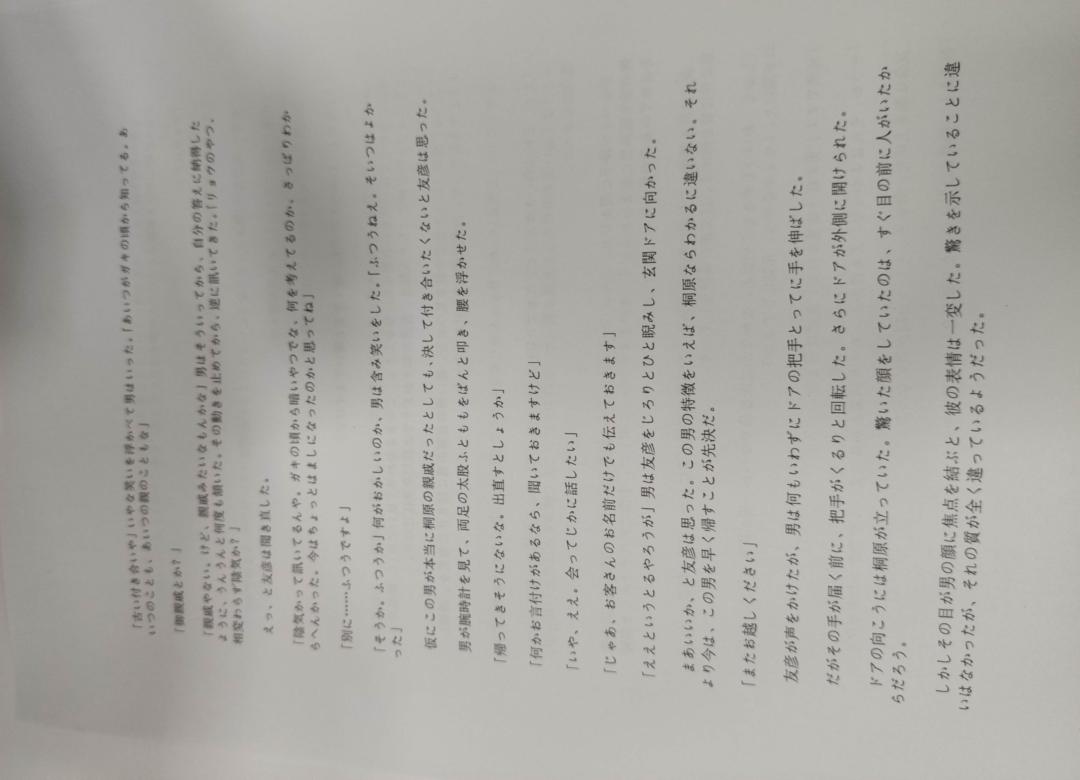 「古い付き合いや」いやな笑いを浮かべて男はいった。「あいつがガキの頃から知ってる。あ
いつのことも、あいつの親のこともな」
「御親戚とか？」
「親戚やない。けど、親戚みたいなもんかな」男はそういってから、自分の答えに納得した
ように、うんうんと何度も頷いた。その動きを止めてから、逆に訊いてきた。「リョウのやつ、
相変わらず陰気か？」
えっ、と友彦は聞き直した。
「陰気かって訊いてるんや。ガキの頃から暗いやつでな、何を考えてるのか、さっぱりわか
らへんかった。今はちょっとはましになったのかと思ってね」
「別に……ふつうですよ」
「そうか。ふつうか」何がおかしいのか、男は含み笑いをした。「ふつうねえ。そいつはよか
った」
仮にこの男が本当に桐原の親戚だったとしても、決して付き合いたくないと友彦は思った。
男が腕時計を見て、両足の太股ふとももをぱんと叩き、腰を浮かせた。
「帰ってきそうにないな。出直すとしょうか」
「何かお言付けがあるなら、聞いておきますけど」
「いや、ええ。会ってじかに話したい」
「じゃあ、お客さんのお名前だけでも伝えておきます」
「ええというとるやろうが」男は友彦をじろりとひと睨みし、玄関ドアに向かった。
まあいいか、と友彦は思った。この男の特徴をいえば、桐原ならわかるに違いない。それ
より今は、この男を早く帰すことが先決だ。
「またお越しください」
友彦が声をかけたが、男は何もいわずにドアの把手とってに手を伸ばした。
だがその手が届く前に、把手がくるりと回転した。さらにドアが外側に開けられた。
ドアの向こうには桐原が立っていた。驚いた顔をしていたのは、すぐ目の前に人がいたか
らだろう。
しかしその目が男の顔に焦点を結ぶと、彼の表情は一変した。驚きを示していることに違
いはなかったが、それの質が全く違っているようだった。